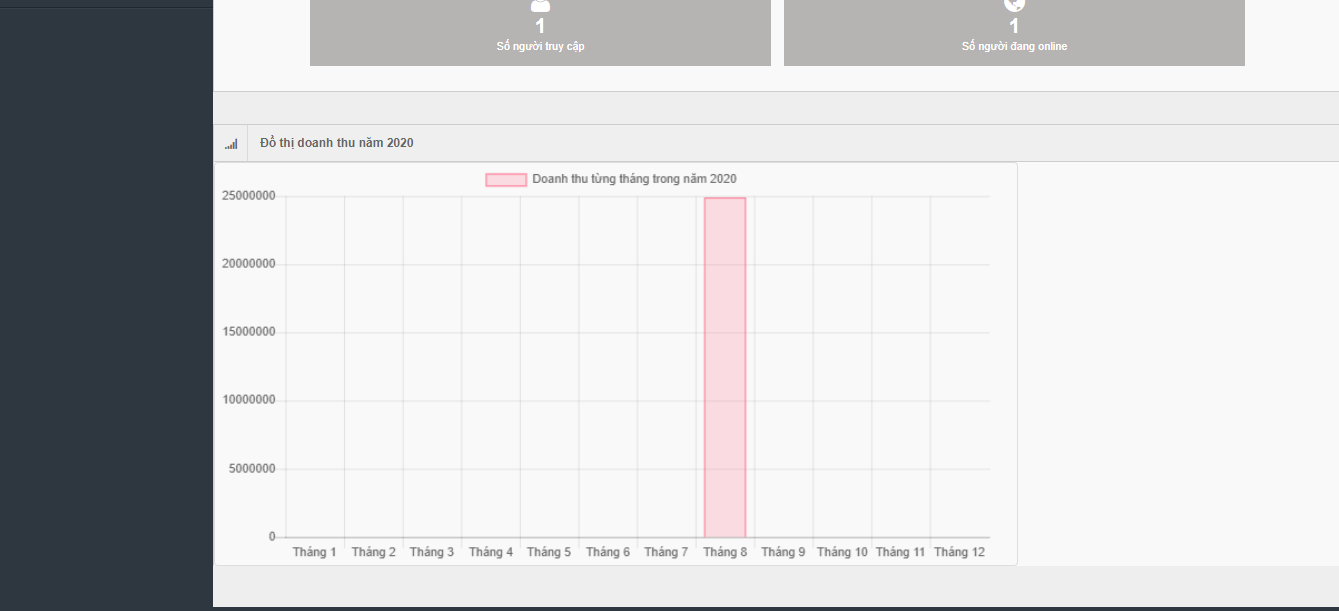 1
Số người truy cập
1
Số người đang online
Đồ thị doanh thu năm 2020
Doanh thu từng tháng trong năm 2020
25000000
20000000
15000000
10000000
5000000
0
Tháng 1 Tháng 2 Tháng 3 Tháng 4 Tháng 5 Tháng 6 Tháng 7 Tháng 8 Tháng 9 Tháng 10 Tháng 11 Tháng 12